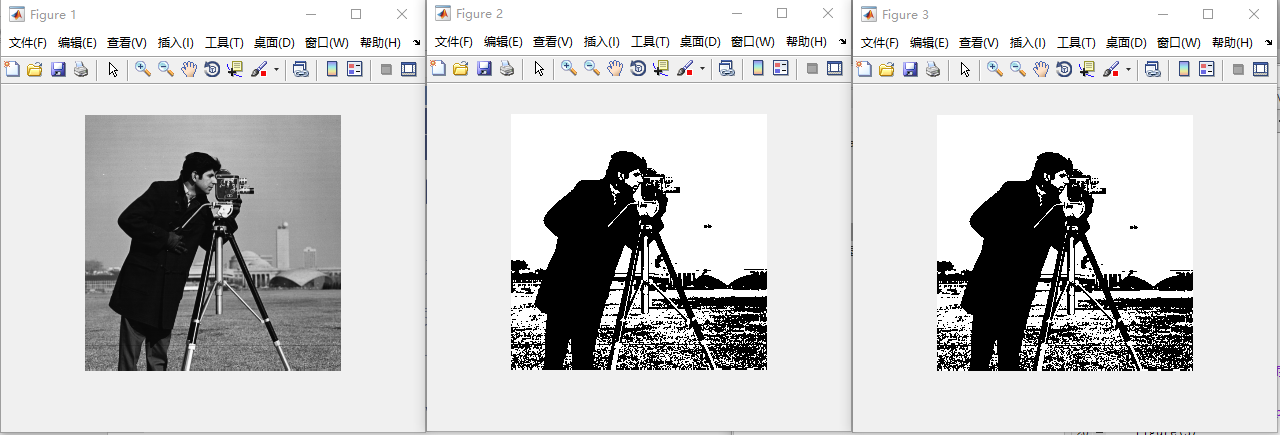 Figure 1
文件(F) 编辑(E) 查看(V) 插入(I) 工具(T) 桌面(D) 窗口(W) 帮助(H)
Figure 2
文件(F) 编辑(E) 查看(V) 插入(I) 工具(T) 桌面(D) 窗口(W) 帮助(H)
Figure 3
文件(F) 编辑(E) 查看(V) 插入(I) 工具(T) 桌面(D) 窗口(W) 帮助(H)